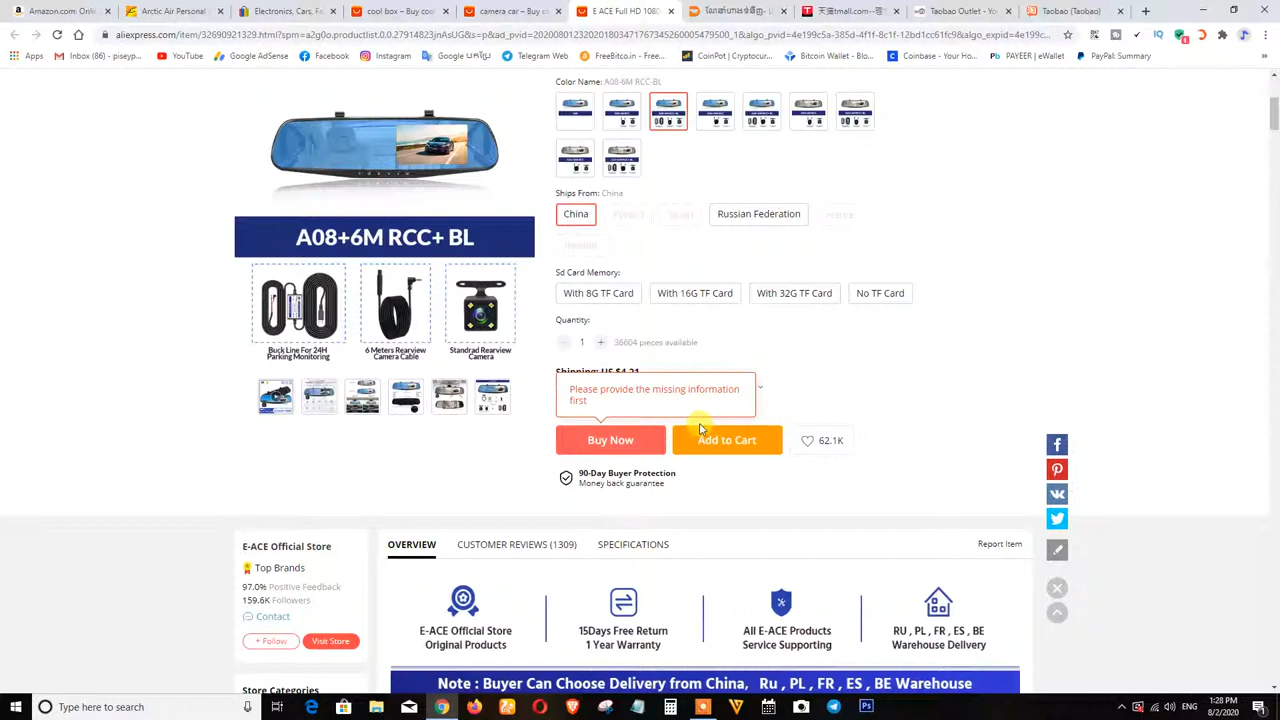 Amazon.com: Onli
Arctic Air Personal
Electronics, Cars, Fa
cool box – Buy cool
camera car – Buy c
E ACE Full HD 1080
Taobao Outlet - Yo
Taobao (Taobao)
aliexpress.com/item/32690921329.html?spm=a2g0o.productlist.0.0.27914823jnAsUG&s=p&ad_pvid=202008012320201803471767345260005479500_1&algo_pvid=4e199c5a-385d-4f1f-8c1f-12bd1cc61fc9&algo_expid=4e199c...
Apps
Inbox (86) – piseyp...
YouTube
Google AdSense
Facebook
Instagram
Telegram Web
FreeBitco.in - Free...
CoinPot | Cryptocur...
Bitcoin Wallet - Blo...
Coinbase - Your Ho...
PAYEER | eWallet
PayPal: Summary
Color Name: A08-6M RCC-BL
Ships From: China
China
Russian Federation
A08+6M RCC+ BL
Buck Line For 24H
Parking Monitoring
6 Meters Rearview
Camera Cable
Standrad Rearview
Camera
Sd Card Memory:
With 8G TF Card
With 16G TF Card
With 32G TF Card
No TF Card
Quantity:
1 + 36604 pieces available
Shipping: US $4.21
Please provide the missing information
first
Buy Now
Add to Cart
62.1K
90-Day Buyer Protection
Money back guarantee
E-ACE Official Store
Top Brands
97.0% Positive Feedback
159.6K Followers
Contact
+ Follow
Visit Store
Store Categories
OVERVIEW
CUSTOMER REVIEWS (1309)
SPECIFICATIONS
Report Item
E-ACE Official Store
Original Products
15Days Free Return
1 Year Warranty
All E-ACE Products
Service Supporting
RU , PL , FR , ES , BE
Warehouse Delivery
Note : Buyer Can Choose Delivery from China, Ru , PL , FR , ES , BE Warehouse
Type here to search
ENG
1:28 PM
8/2/2020